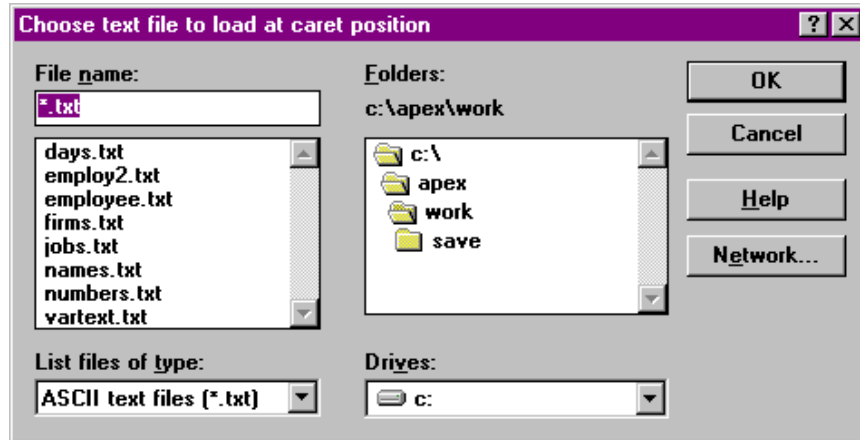 Choose text file to load at caret position
File name:
*.txt
days.txt
employ2.txt
employee.txt
firms.txt
jobs.txt
names.txt
numbers.txt
vartext.txt
List files of type:
ASCII text files (*.txt)
Folders:
c:\apex\work
c:\
apex
work
save
Drives:
c:
OK
Cancel
Help
Network...